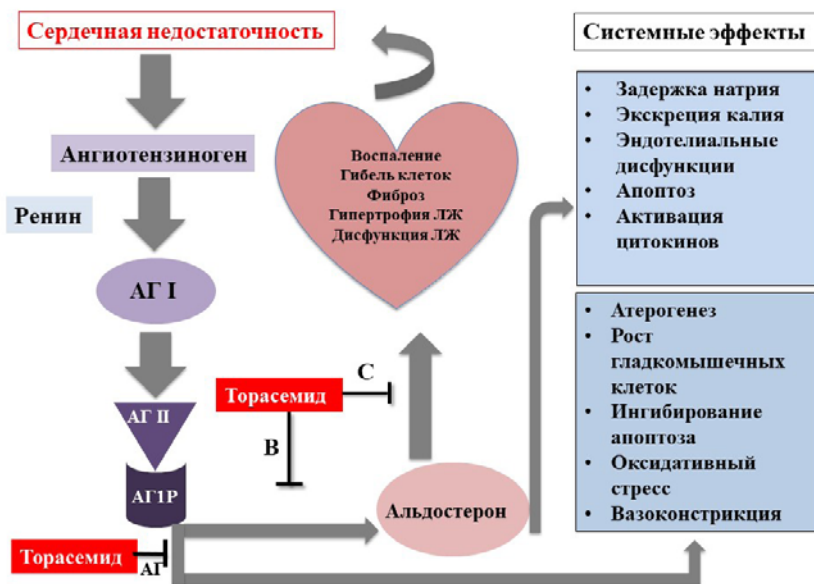 Сердечная недостаточность
Ангиотензиноген
Ренин
АГ I
АГ II
АГ1Р
Торасемид
АГ
Торасемид
С
В
Альдостерон
Воспаление
Гибель клеток
Фиброз
Гипертрофия ЛЖ
Дисфункция ЛЖ
Системные эффекты
• Задержка натрия
• Экскреция калия
• Эндотелиальные
дисфункции
• Апоптоз
• Активация
цитокинов
• Атерогенез
• Рост
гладкомышечных
клеток
• Ингибирование
апоптоза
• Оксидативный
стресс
• Вазоконстрикция